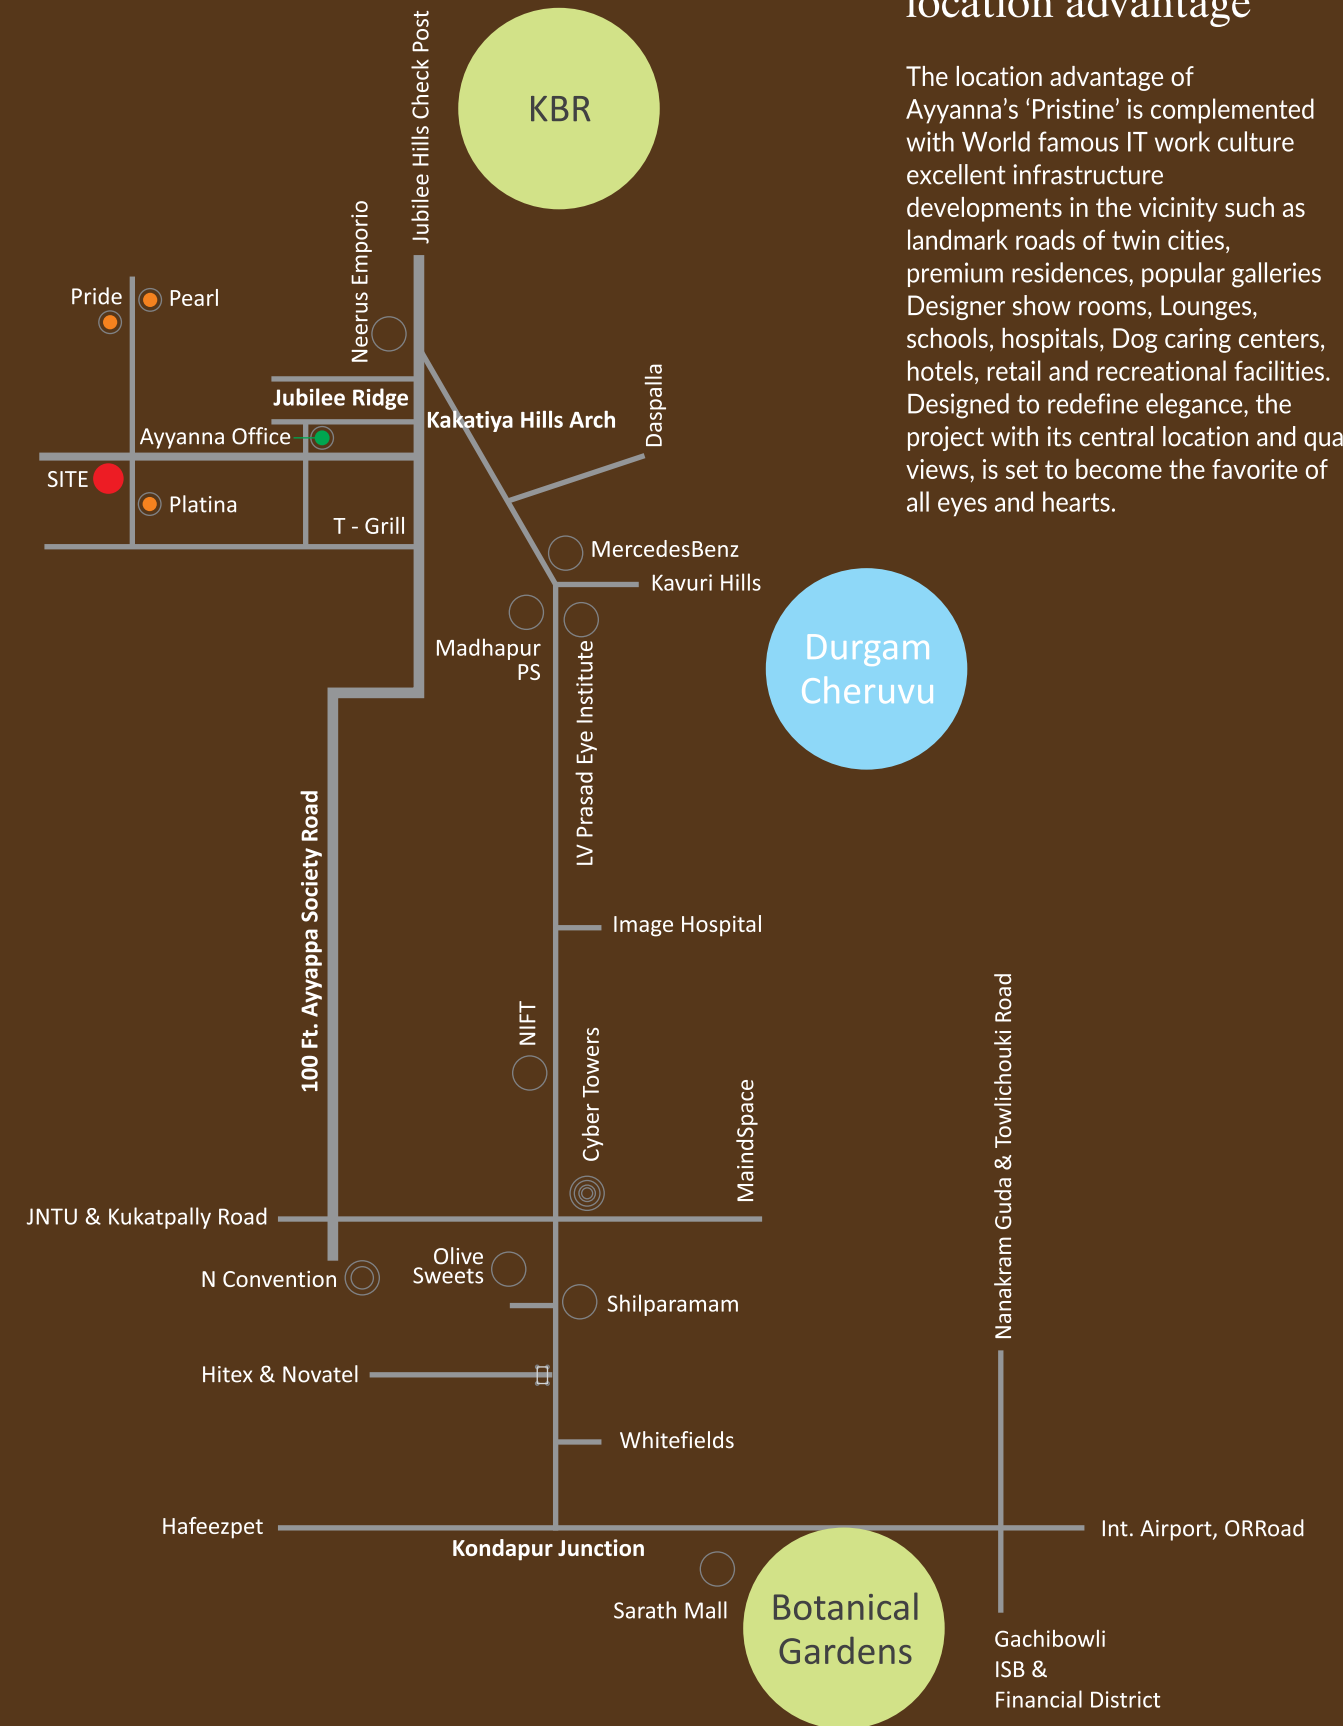 location advantage
The location advantage of
Ayyanna’s ‘Pristine’ is complemented
with World famous IT work culture
excellent infrastructure
developments in the vicinity such as
landmark roads of twin cities,
premium residences, popular galleries
Designer show rooms, Lounges,
schools, hospitals, Dog caring centers,
hotels, retail and recreational facilities.
Designed to redefine elegance, the
project with its central location and qua
views, is set to become the favorite of
all eyes and hearts.
Jubilee Hills Check Post
KBR
Neerus Emporio
Pride
Pearl
Jubilee Ridge
Kakatiya Hills Arch
Daspalla
Ayyanna Office
SITE
Platina
T - Grill
MercedesBenz
Kavuri Hills
Madhapur
PS
LV Prasad Eye Institute
Durgam
Cheruvu
100 Ft. Ayyappa Society Road
Image Hospital
NIFT
Cyber Towers
MaindSpace
Nanakram Guda & Towlichouki Road
JNTU & Kukatpally Road
N Convention
Olive
Sweets
Shilparamam
Hitex & Novatel
Whitefields
Hafeezpet
Kondapur Junction
Int. Airport, ORRoad
Sarath Mall
Botanical
Gardens
Gachibowli
ISB &
Financial District